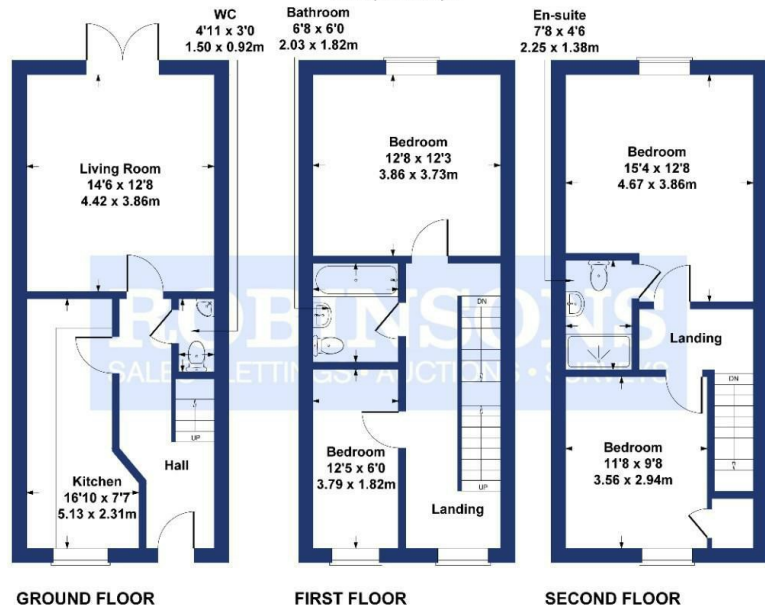 WC
4'11 x 3'0
1.50 x 0.92m
Bathroom
6'8 x 6'0
2.03 x 1.82m
En-suite
7'8 x 4'6
2.25 x 1.38m
Living Room
14'6 x 12'8
4.42 x 3.86m
Bedroom
12'8 x 12'3
3.86 x 3.73m
Bedroom
15'4 x 12'8
4.67 x 3.86m
ROBINSONS
SALES • LETTINGS • AUCTIONS • SURVEYS
UP
Hall
Kitchen
16'10 x 7'7
5.13 x 2.31m
DN
Bedroom
12'5 x 6'0
3.79 x 1.82m
UP
Landing
Landing
DN
Bedroom
11'8 x 9'8
3.56 x 2.94m
GROUND FLOOR
FIRST FLOOR
SECOND FLOOR